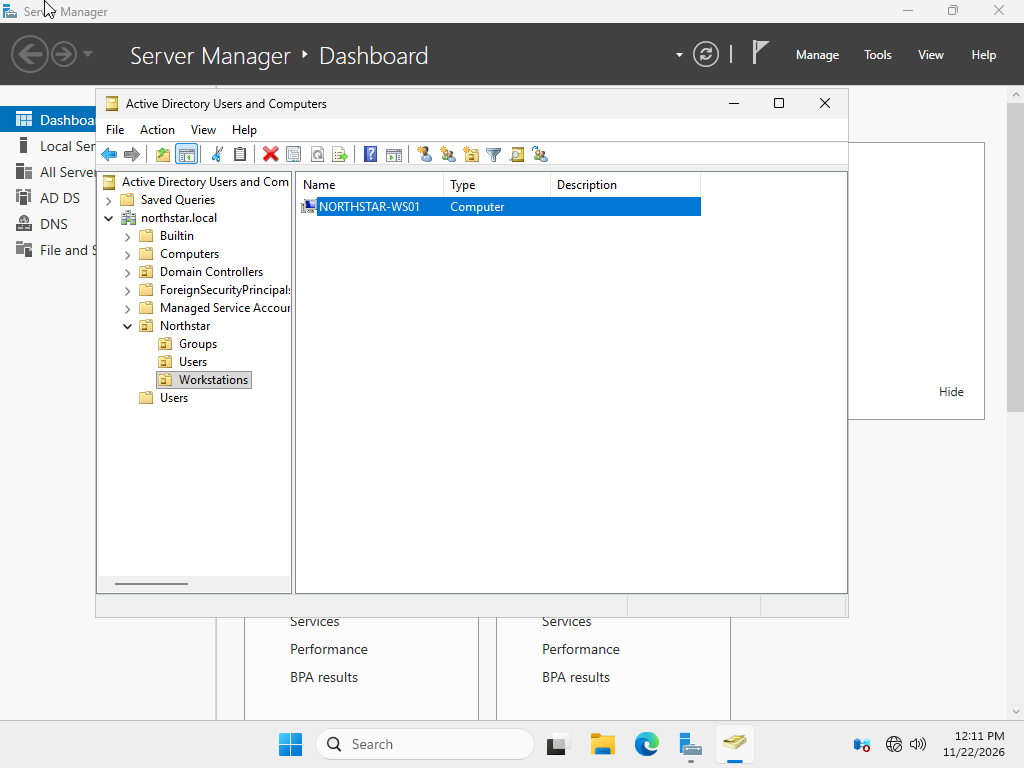 Server Manager
Server Manager
Dashboard
Manage
Tools
View
Help
Dashboa
Local Ser
All Server
AD DS
DNS
File and S
Active Directory Users and Computers
File
Action
View
Help
Active Directory Users and Com
Saved Queries
northstar.local
Builtin
Computers
Domain Controllers
ForeignSecurityPrincipals
Managed Service Accour
Northstar
Groups
Users
Workstations
Users
Name
Type
Description
NORTHSTAR-WS01
Computer
Hide
Services
Performance
BPA results
Services
Performance
BPA results
Search
12:11 PM
11/22/2026